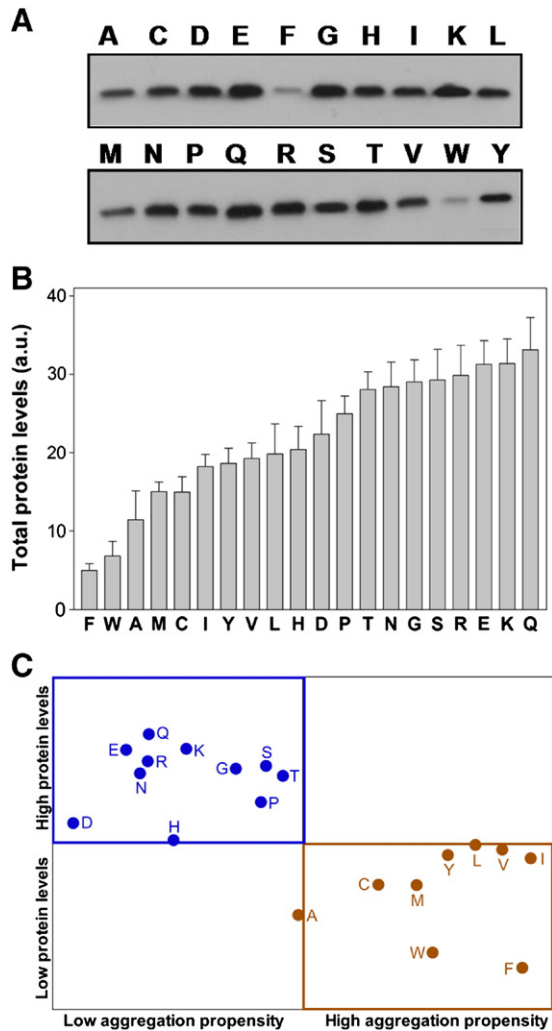 A
A C D E F G H I K L
M N P Q R S T V W Y
B
Total protein levels (a.u.)
40
30
20
10
0
F W A M C I Y V L H D P T N G S R E K Q
C
High protein levels
Low protein levels
E Q R K N G S T P
D H
Y L V I
C M
A
W F
Low aggregation propensity High aggregation propensity